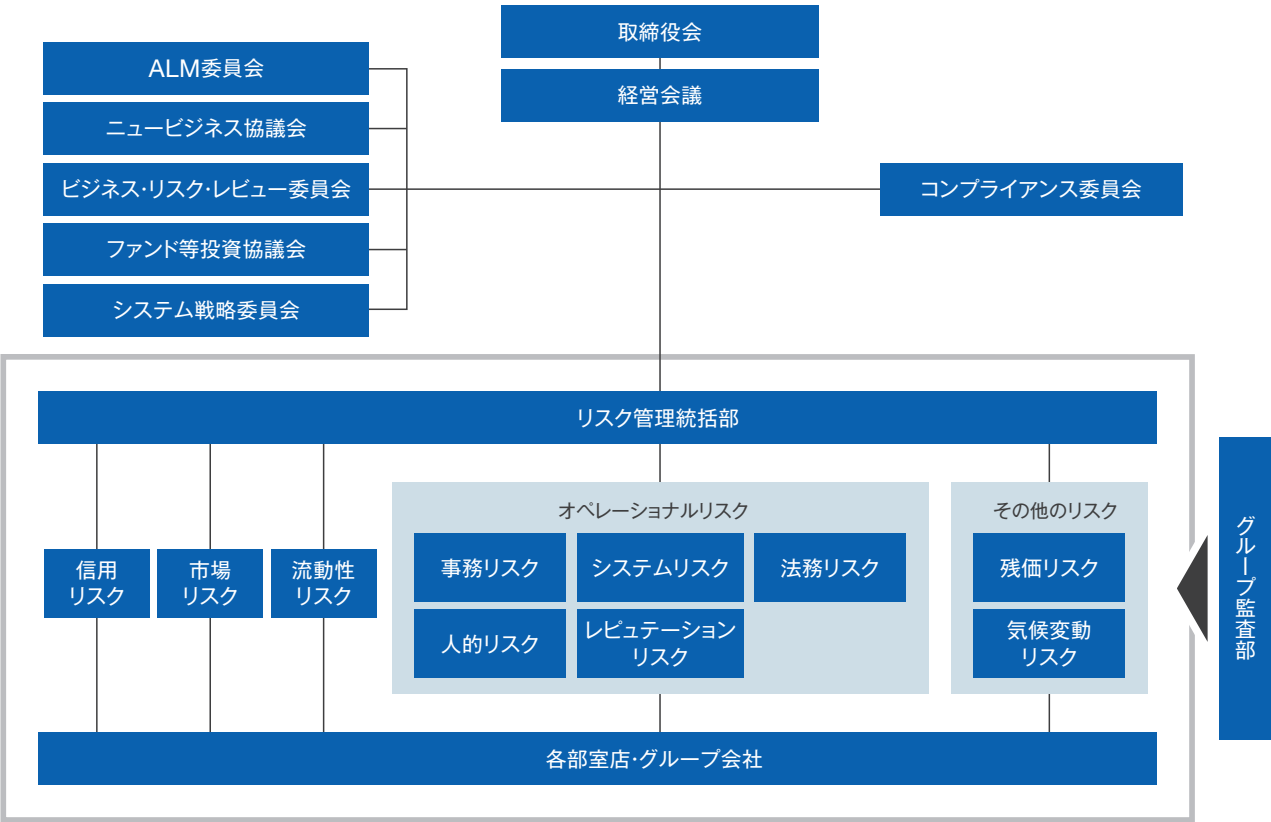 取締役会
経営会議
ALM委員会
ニュービジネス協議会
ビジネス･リスク･レビュー委員会
ファンド等投資協議会
システム戦略委員会
コンプライアンス委員会
リスク管理統括部
信用
リスク
市場
リスク
流動性
リスク
オペレーショナルリスク
事務リスク
システムリスク
法務リスク
人的リスク
レピュテーション
リスク
その他のリスク
残価リスク
気候変動
リスク
各部室店･グループ会社
グループ監査部